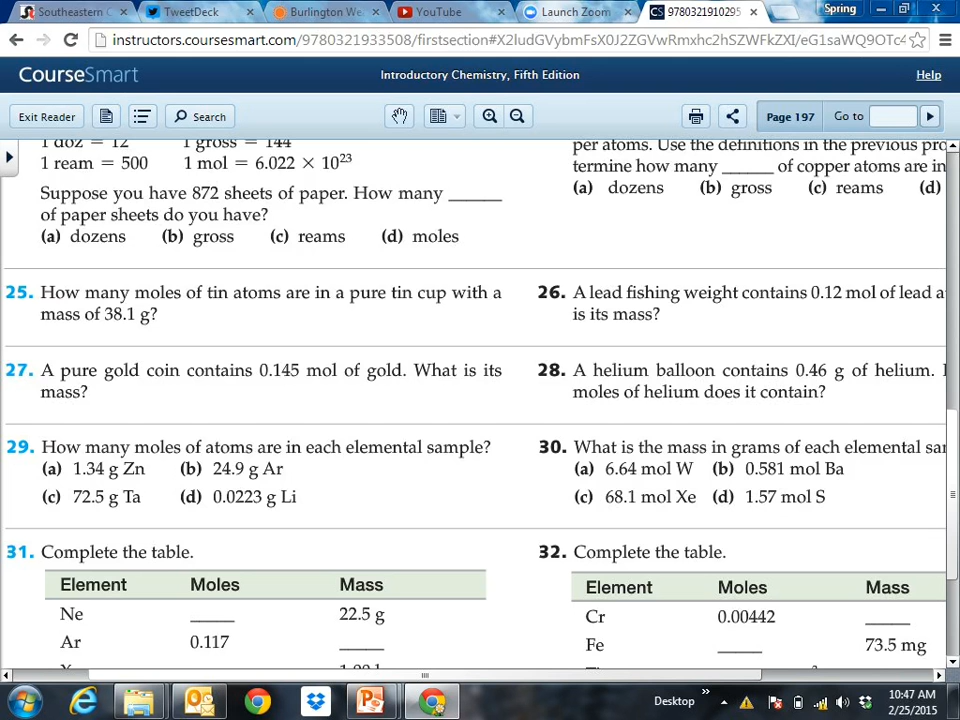 Southeastern C
TweetDeck
Burlington We
YouTube
Launch Zoom
CS 9780321910295
Spring
instructors.coursesmart.com/9780321933508/firstsection#X2ludGVybmFsX0J2ZGVwRmxhc2hSZWFkZXI/eG1saWQ9OTc4
CourseSmart
Introductory Chemistry, Fifth Edition
Help
Exit Reader
Search
Page 197
Go to
1 doz = 12 1 gross = 144
1 ream = 500 1 mol = 6.022 × 10²³
Suppose you have 872 sheets of paper. How many ______
of paper sheets do you have?
(a) dozens (b) gross (c) reams (d) moles
per atoms. Use the definitions in the previous pro
termine how many ______ of copper atoms are in
(a) dozens (b) gross (c) reams (d)
25. How many moles of tin atoms are in a pure tin cup with a
mass of 38.1 g?
26. A lead fishing weight contains 0.12 mol of lead a
is its mass?
27. A pure gold coin contains 0.145 mol of gold. What is its
mass?
28. A helium balloon contains 0.46 g of helium.
moles of helium does it contain?
29. How many moles of atoms are in each elemental sample?
(a) 1.34 g Zn (b) 24.9 g Ar
(c) 72.5 g Ta (d) 0.0223 g Li
30. What is the mass in grams of each elemental sa
(a) 6.64 mol W (b) 0.581 mol Ba
(c) 68.1 mol Xe (d) 1.57 mol S
31. Complete the table.
Element Moles Mass
Ne _____ 22.5 g
Ar 0.117 _____
32. Complete the table.
Element Moles Mass
Cr 0.00442 _____
Fe _____ 73.5 mg
Desktop
10:47 AM
2/25/2015